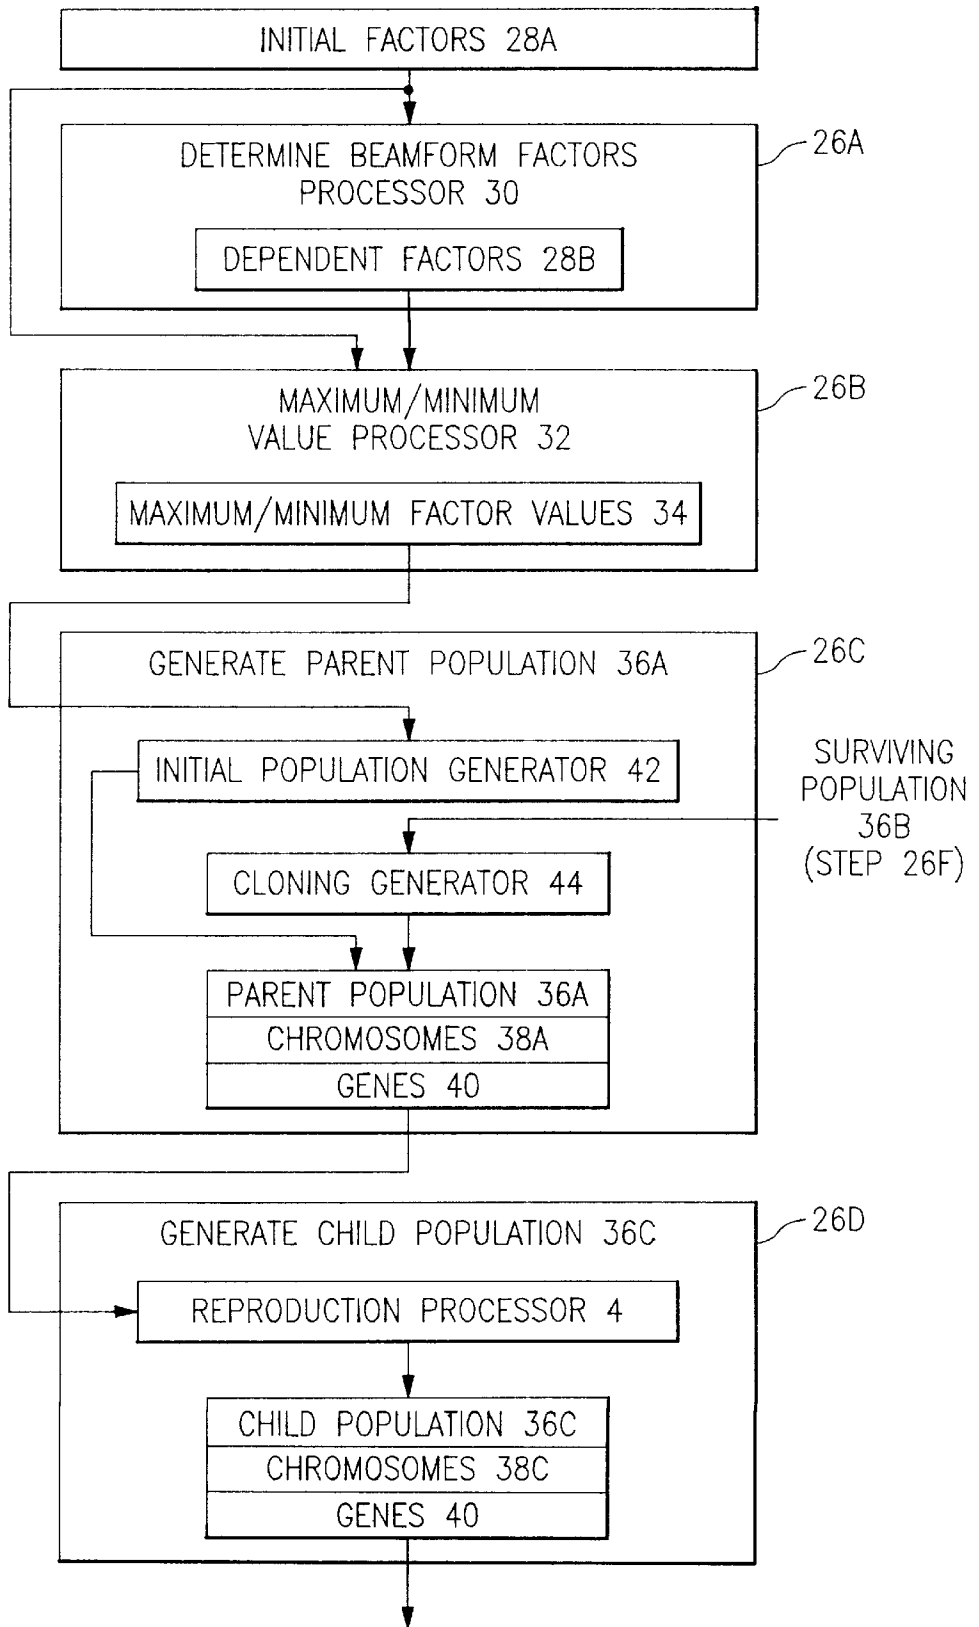 INITIAL FACTORS 28A
DETERMINE BEAMFORM FACTORS
PROCESSOR 30
26A
DEPENDENT FACTORS 28B
MAXIMUM/MINIMUM
VALUE PROCESSOR 32
26B
MAXIMUM/MINIMUM FACTOR VALUES 34
GENERATE PARENT POPULATION 36A
26C
INITIAL POPULATION GENERATOR 42
SURVIVING
POPULATION
36B
(STEP 26F)
CLONING GENERATOR 44
PARENT POPULATION 36A
CHROMOSOMES 38A
GENES 40
GENERATE CHILD POPULATION 36C
26D
REPRODUCTION PROCESSOR 4
CHILD POPULATION 36C
CHROMOSOMES 38C
GENES 40